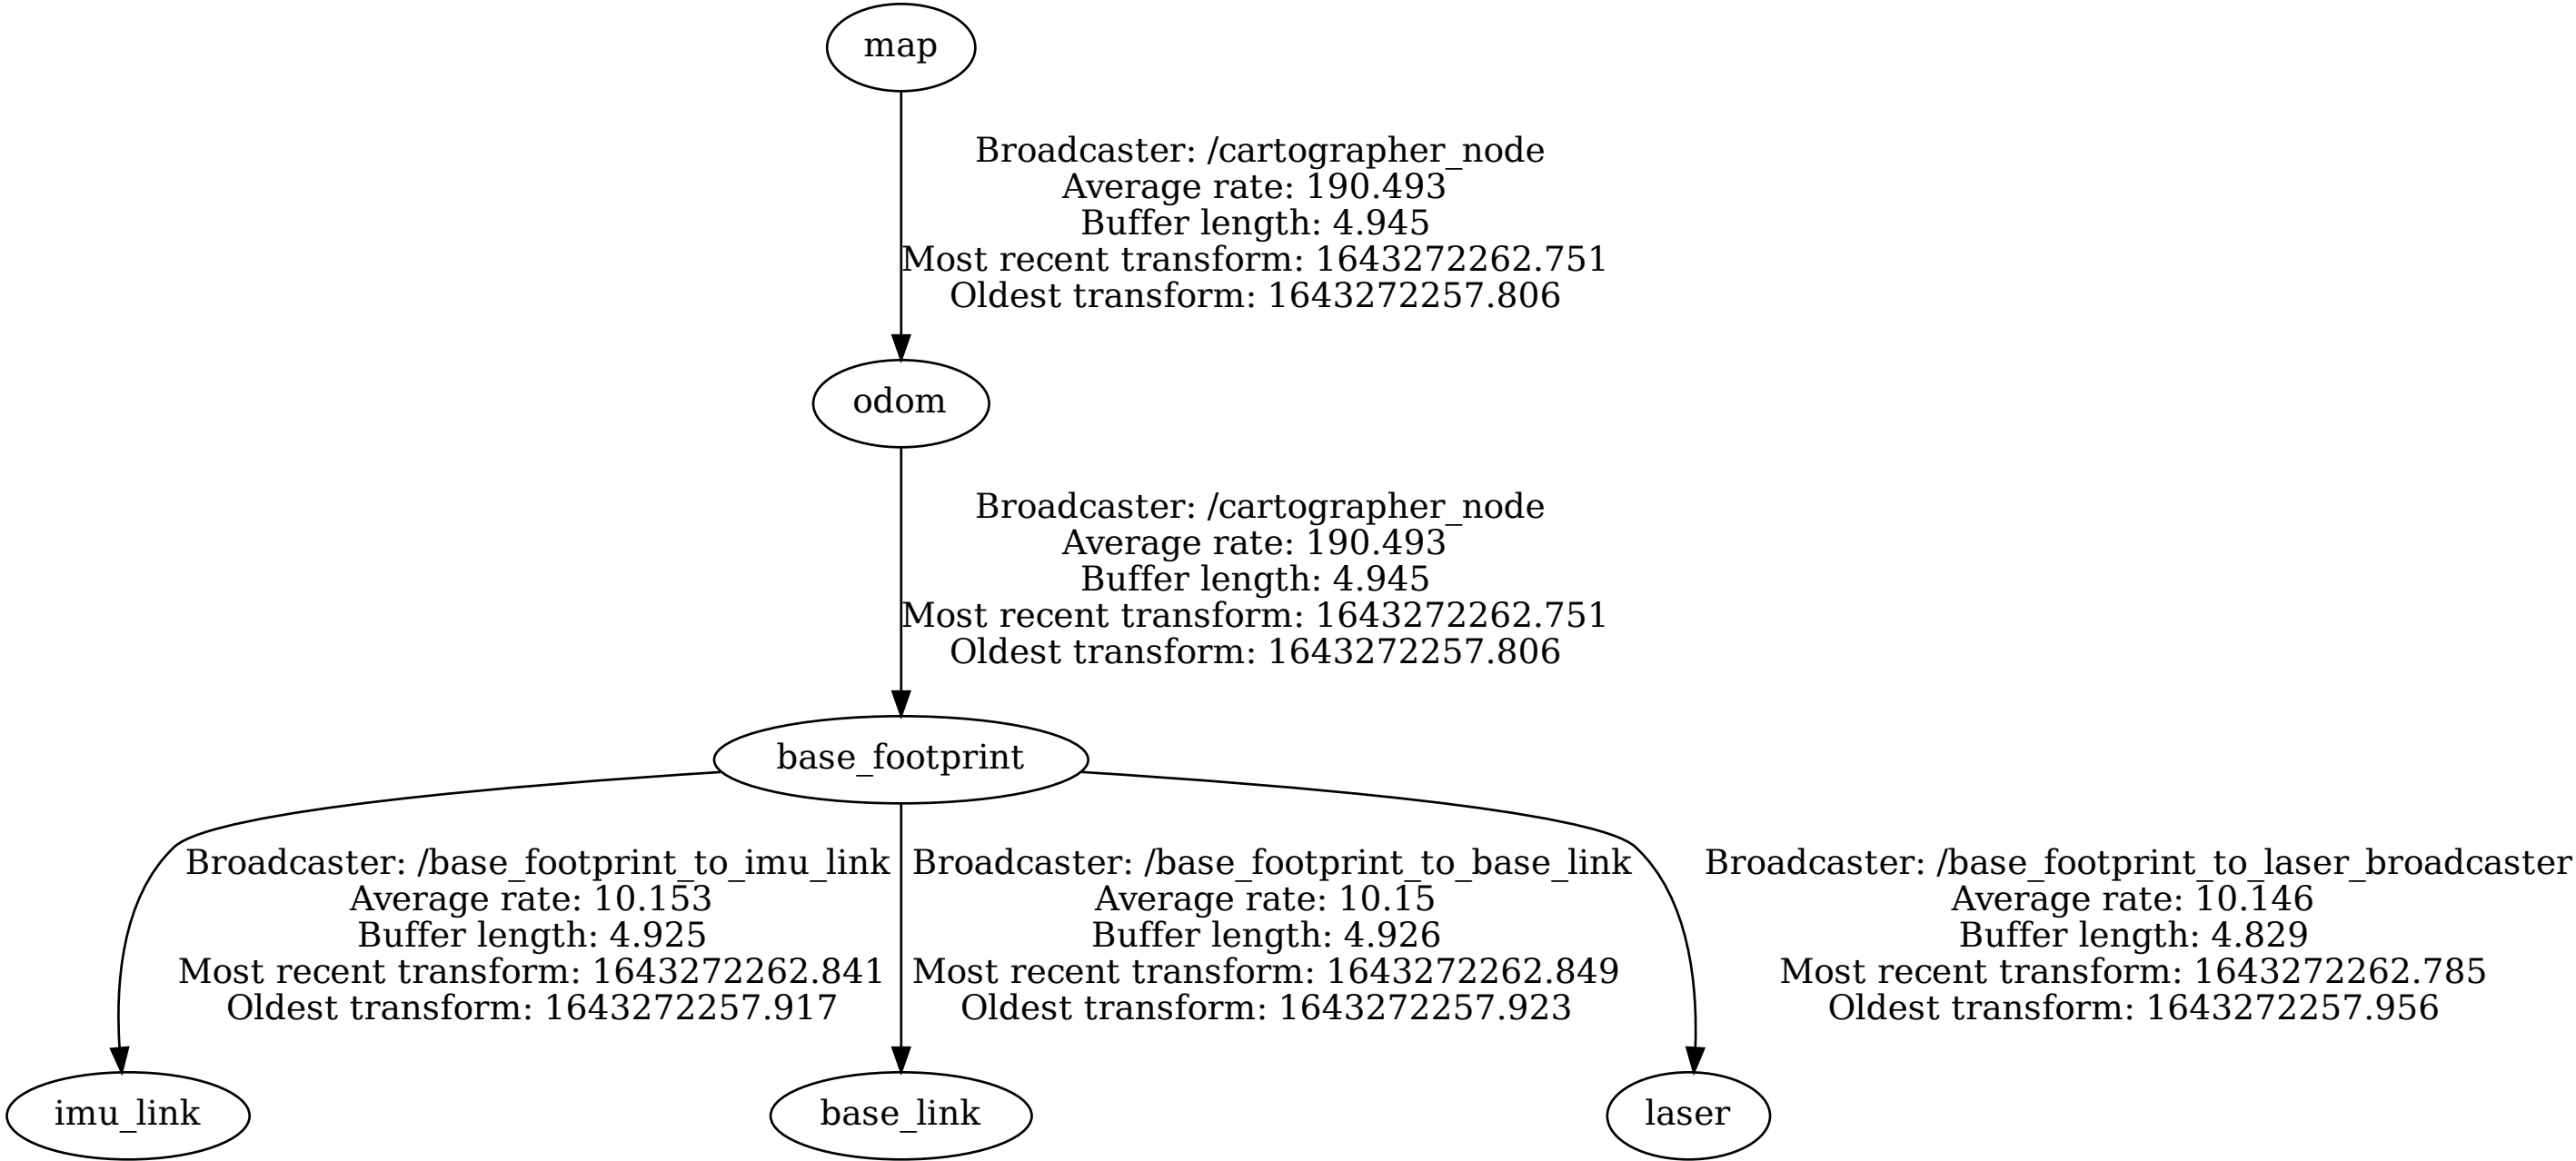 map
Broadcaster: /cartographer_node
Average rate: 190.493
Buffer length: 4.945
Most recent transform: 1643272262.751
Oldest transform: 1643272257.806
odom
Broadcaster: /cartographer_node
Average rate: 190.493
Buffer length: 4.945
Most recent transform: 1643272262.751
Oldest transform: 1643272257.806
base_footprint
Broadcaster: /base_footprint_to_imu_link
Average rate: 10.153
Buffer length: 4.925
Most recent transform: 1643272262.841
Oldest transform: 1643272257.917
Broadcaster: /base_footprint_to_base_link
Average rate: 10.15
Buffer length: 4.926
Most recent transform: 1643272262.849
Oldest transform: 1643272257.923
Broadcaster: /base_footprint_to_laser_broadcaster
Average rate: 10.146
Buffer length: 4.829
Most recent transform: 1643272262.785
Oldest transform: 1643272257.956
imu_link
base_link
laser